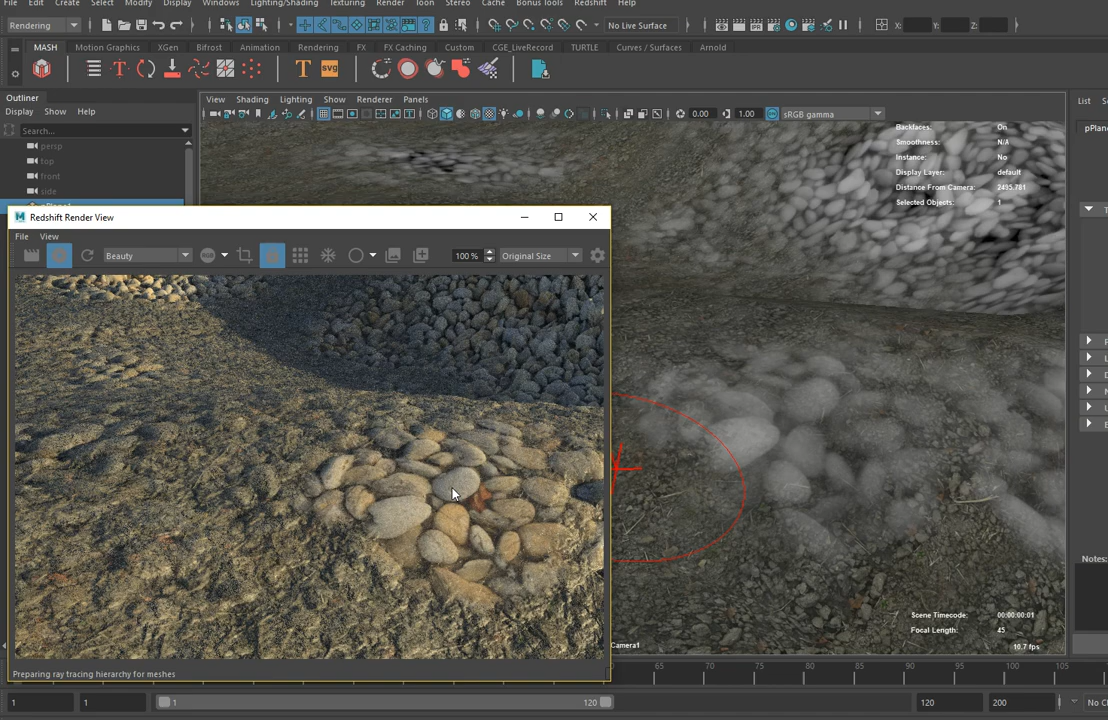 File Edit Create Select Modify Display Windows Lighting/Shading Texturing Render Toon Stereo Cache Bonus Tools Redshift Help
Rendering No Live Surface X: Y: Z:
MASH Motion Graphics XGen Bifrost Animation Rendering FX FX Caching Custom CGE_LiveRecord TURTLE Curves / Surfaces Arnold
T svg
Outliner
Display Show Help
Search...
persp
top
front
side
View Shading Lighting Show Renderer Panels
0.00 1.00 sRGB gamma
Backfaces: On
Smoothness: N/A
Instance: No
Display Layer: default
Distance From Camera: 2495.781
Selected Objects: 1
List
pPlane
Redshift Render View
File View
Beauty RGB 100 % Original Size
Preparing ray tracing hierarchy for meshes
Scene Timecode: 00:00:00:01
Focal Length: 45
Camera1
10.7 fps
Notes:
65 70 75 80 85 90 95 100 105
1 1 1 120 120 200 No C